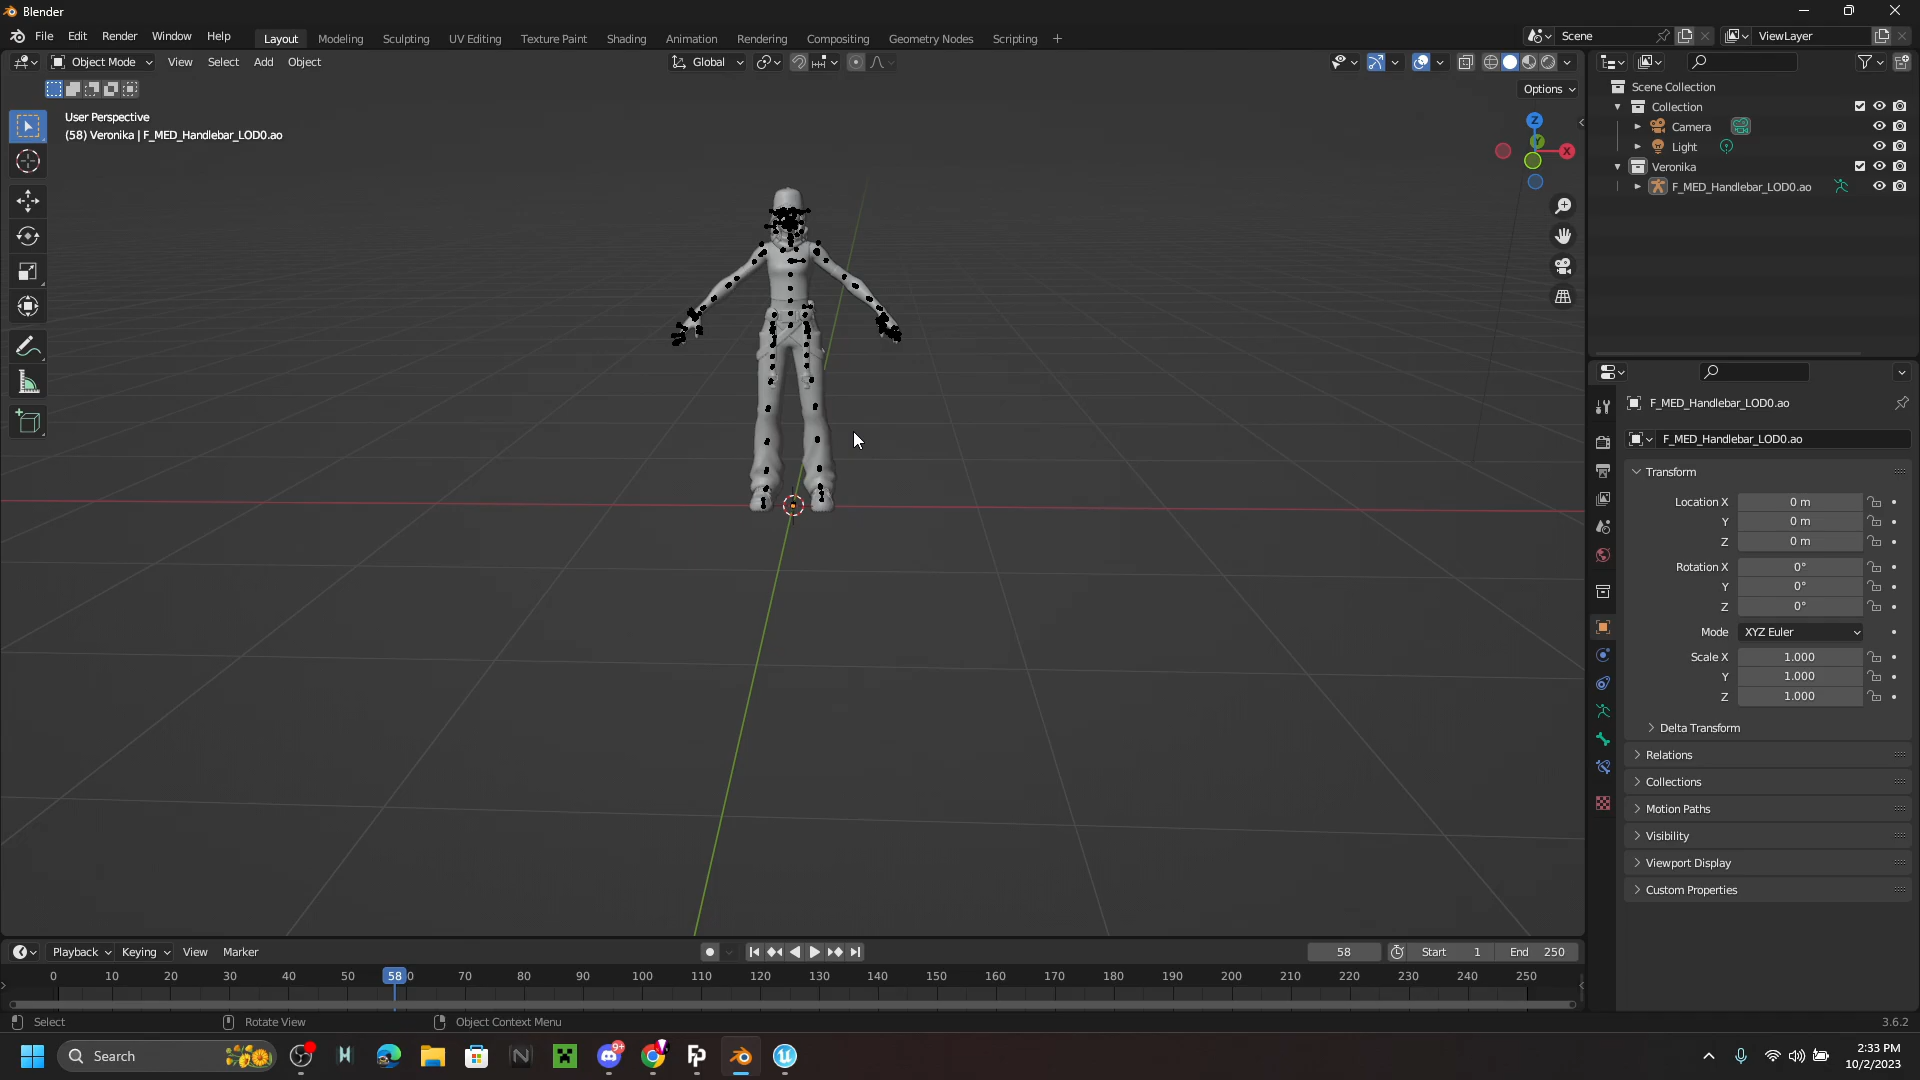 Blender
File Edit Render Window Help Layout Modeling Sculpting UV Editing Texture Paint Shading Animation Rendering Compositing Geometry Nodes Scripting + Scene ViewLayer
Object Mode View Select Add Object Global
Options
User Perspective
(58) Veronika | F_MED_Handlebar_LOD0.ao
Z
Y
X
Scene Collection
Collection
Camera
Light
Veronika
F_MED_Handlebar_LOD0.ao
F_MED_Handlebar_LOD0.ao
F_MED_Handlebar_LOD0.ao
Transform
Location X 0 m
Y 0 m
Z 0 m
Rotation X 0°
Y 0°
Z 0°
Mode XYZ Euler
Scale X 1.000
Y 1.000
Z 1.000
Delta Transform
Relations
Collections
Motion Paths
Visibility
Viewport Display
Custom Properties
Playback Keying View Marker 58 Start 1 End 250
0 10 20 30 40 50 58 0 70 80 90 100 110 120 130 140 150 160 170 180 190 200 210 220 230 240 250
Select Rotate View Object Context Menu 3.6.2
Search 9+ 2:33 PM
10/2/2023